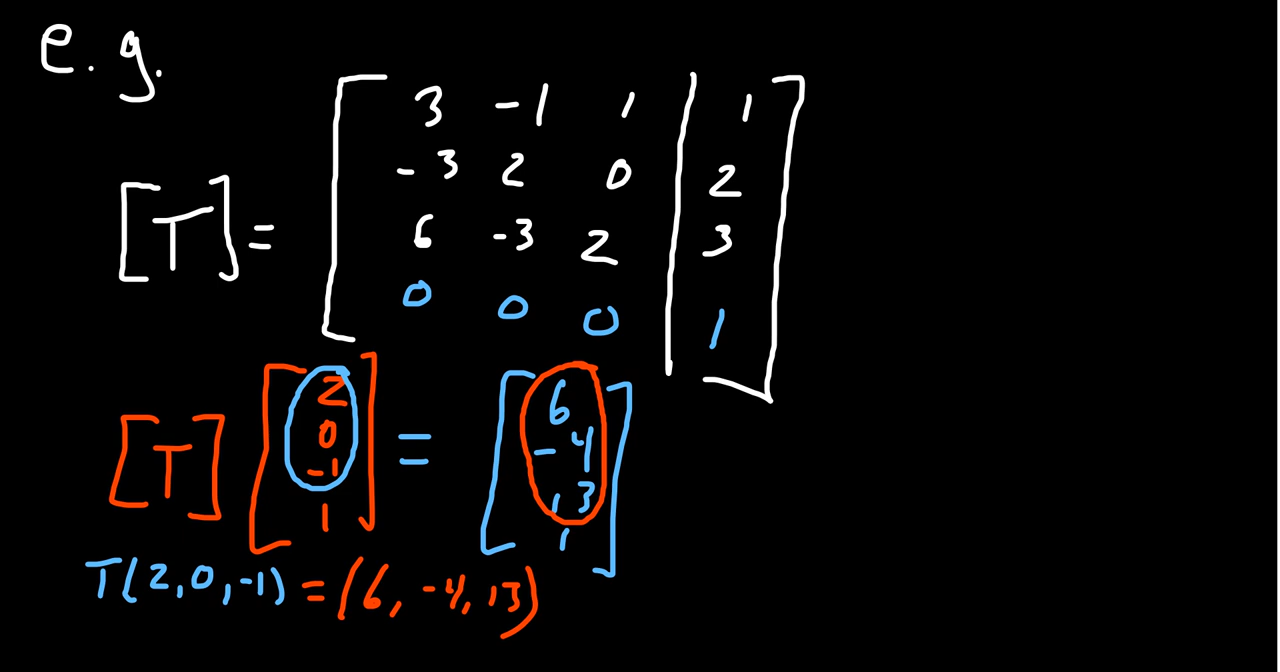 e.g.
3 -1 1 | 1
-3 2 0 | 2
[T] = 6 -3 2 | 3
0 0 0 | 1
2 6
[T] 0 = -4
-1 13
1 1
T(2,0,-1) = (6, -4, 13)